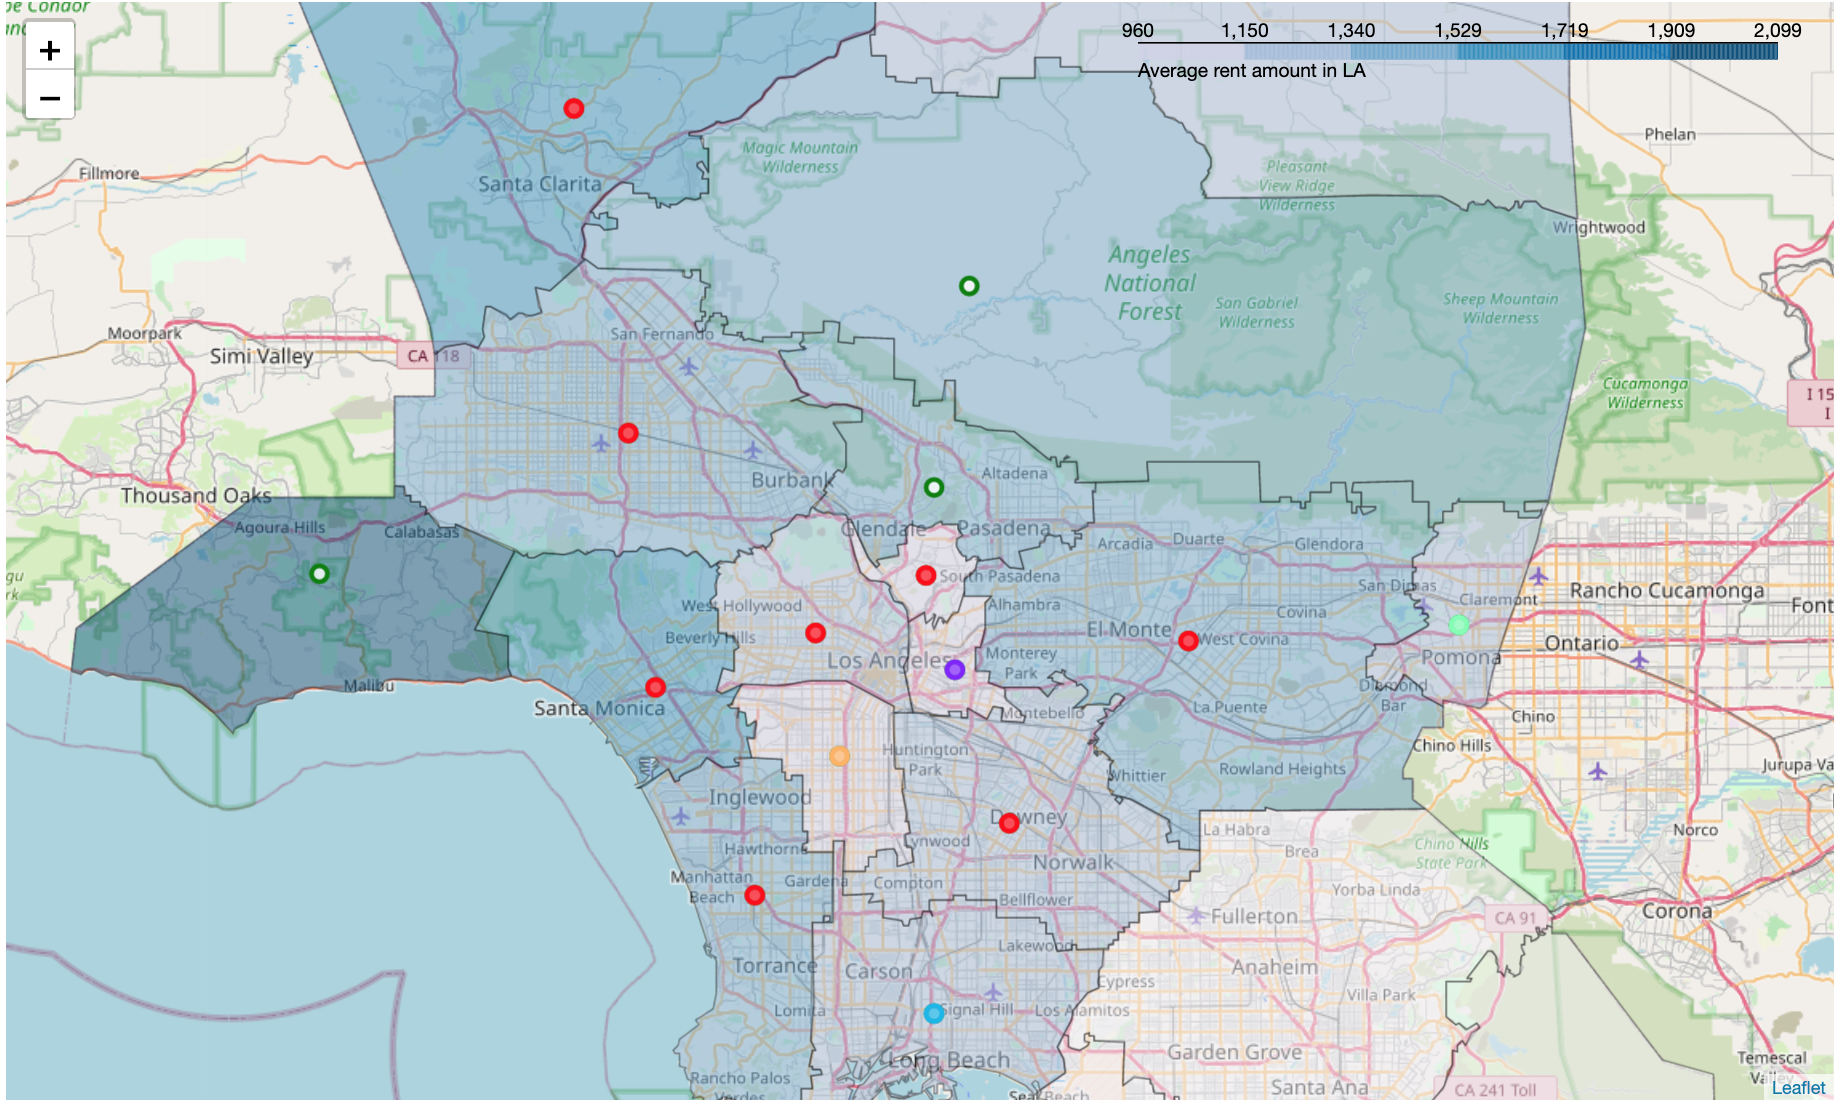 +
−
960 1,150 1,340 1,529 1,719 1,909 2,099
Average rent amount in LA
Fillmore
Santa Clarita
Magic Mountain
Wilderness
Pleasant
View Ridge
Wilderness
Phelan
Wrightwood
Angeles
National
Forest
San Gabriel
Wilderness
Sheep Mountain
Wilderness
Cucamonga
Wilderness
I 15
I
Moorpark
Simi Valley
CA 118
San Fernando
Thousand Oaks
Agoura Hills
Calabasas
Burbank
Altadena
Glendale
Pasadena
Arcadia
Duarte
Glendora
South Pasadena
San Dimas
Claremont
Rancho Cucamonga
Font
West Hollywood
Beverly Hills
Alhambra
El Monte
Covina
West Covina
Los Angeles
Monterey
Park
Pomona
Ontario
Malibu
Santa Monica
Montebello
La Puente
Diamond
Bar
Chino
Chino Hills
Huntington
Park
Whittier
Rowland Heights
Jurupa Va
Inglewood
Downey
La Habra
Brea
Chino Hills
State Park
Norco
Hawthorne
Lynwood
Norwalk
Manhattan
Beach
Gardena
Compton
Bellflower
Yorba Linda
Fullerton
CA 91
Corona
Lakewood
Torrance
Carson
Cypress
Anaheim
Villa Park
Lomita
Signal Hill
Los Alamitos
Long Beach
Garden Grove
Rancho Palos
Verdes
Seal Beach
Santa Ana
CA 241 Toll
Temescal
Valley
Leaflet